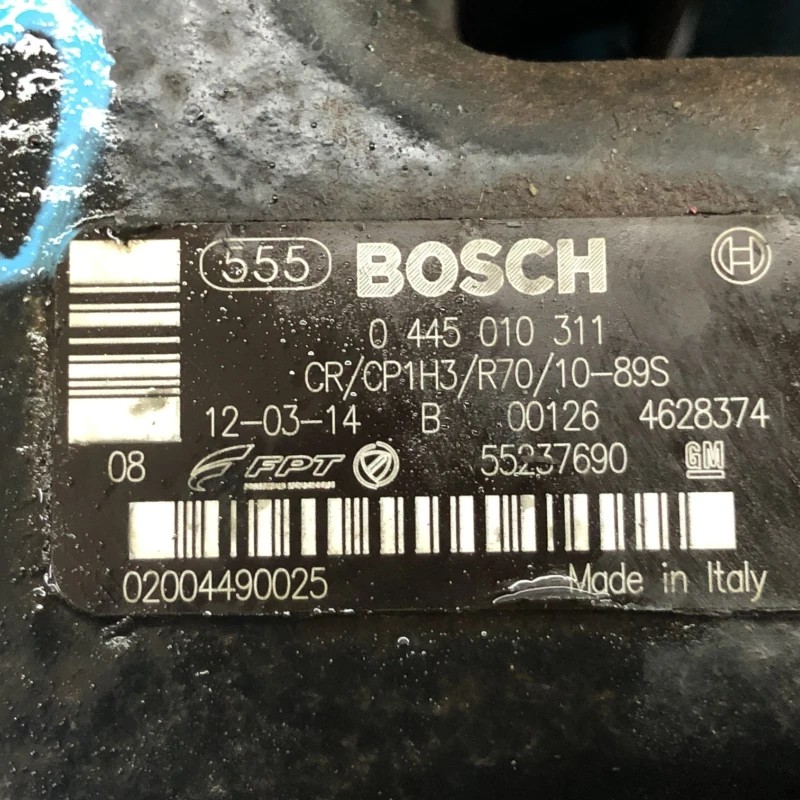 555 BOSCH H
0 445 010 311
CR/CP1H3/R70/10-89S
12-03-14 B 00126 4628374
08 FPT 55237690 GM
02004490025 Made in Italy